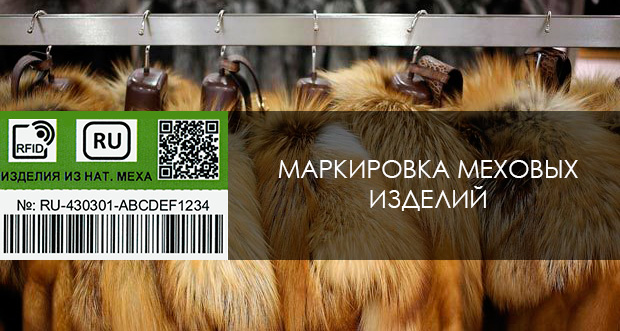 RFID
RU
ИЗДЕЛИЯ ИЗ НАТ. МЕХА
№: RU-430301-ABCDEF1234
МАРКИРОВКА МЕХОВЫХ
ИЗДЕЛИЙ